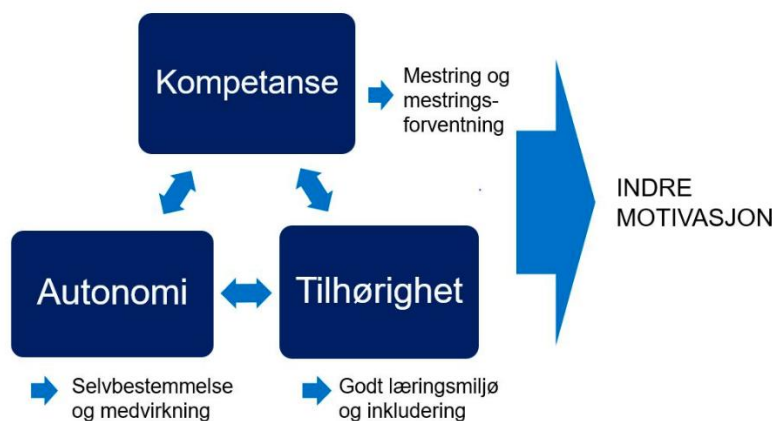 Kompetanse
Mestring og
mestrings-
forventning
INDRE
MOTIVASJON
Autonomi
Tilhørighet
Selvbestemmelse
og medvirkning
Godt læringsmiljø
og inkludering